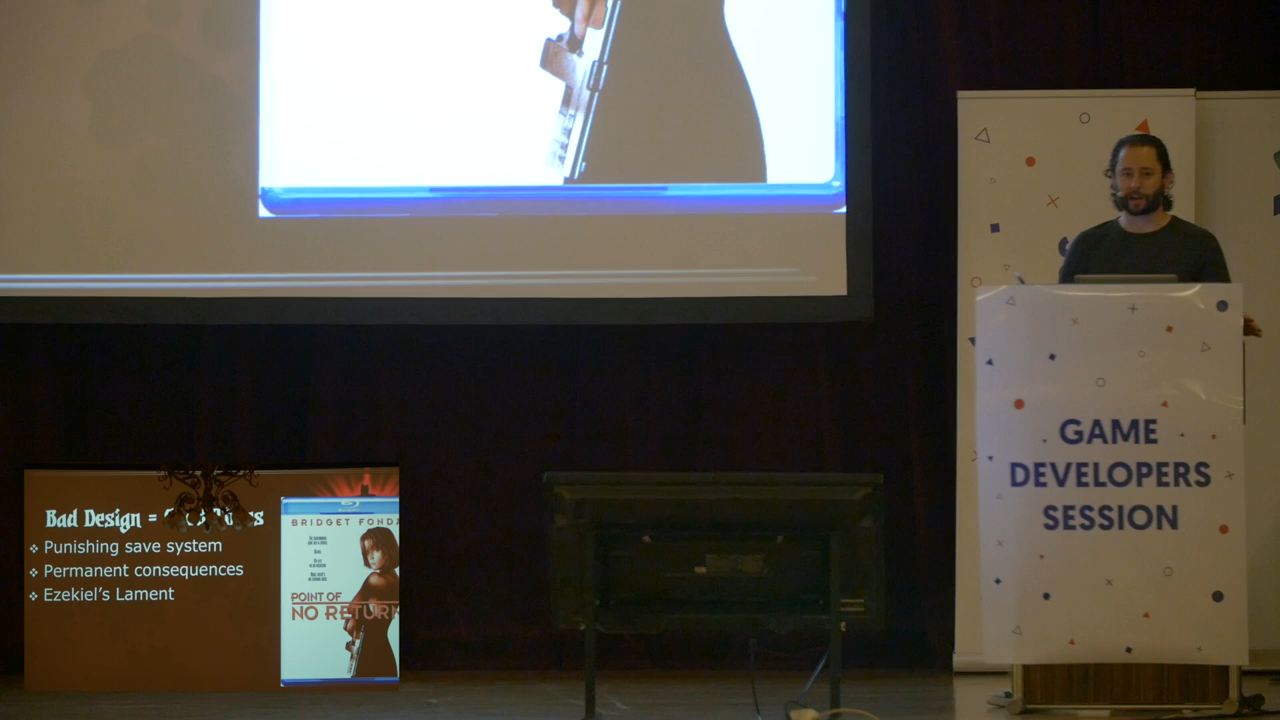 Bad Design =
❖ Punishing save system
❖ Permanent consequences
❖ Ezekiel's Lament
BRIDGET FONDA
POINT OF
NO RETURN
GAME
DEVELOPERS
SESSION